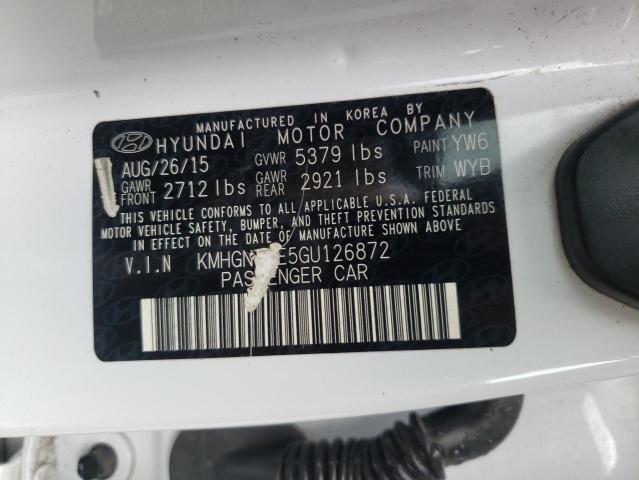 MANUFACTURED IN KOREA BY
HYUNDAI MOTOR COMPANY
AUG/26/15 GVWR 5379 lbs PAINT YW6
GAWR FRONT 2712 lbs GAWR REAR 2921 lbs TRIM WYB
THIS VEHICLE CONFORMS TO ALL APPLICABLE U.S.A. FEDERAL
MOTOR VEHICLE SAFETY, BUMPER, AND THEFT PREVENTION STANDARDS
IN EFFECT ON THE DATE OF MANUFACTURE SHOWN ABOVE.
V.I.N
PASSENGER CAR